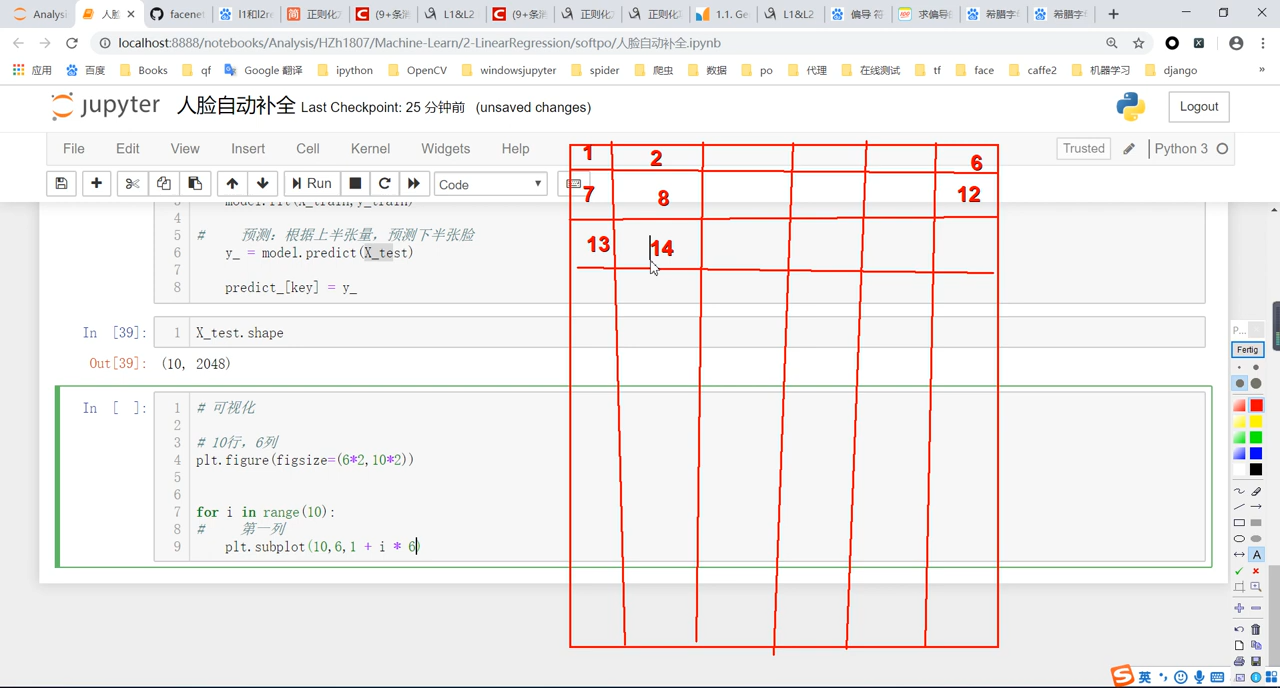 Analysi
人脸
facenet
l1和l2re
正则化7
(9+条消
L1&L2
(9+条消
正则化7
正则化
1.1. Ge
L1&L2
偏导 符
求偏导
希腊字
希腊字
localhost:8888/notebooks/Analysis/HZh1807/Machine-Learn/2-LinearRegression/softpo/人脸自动补全.ipynb
应用 百度 Books qf Google 翻译 ipython OpenCV windowsjupyter spider 爬虫 数据 po 代理 在线测试 tf face caffe2 机器学习 django »
jupyter 人脸自动补全 Last Checkpoint: 25 分钟前 (unsaved changes) Logout
File Edit View Insert Cell Kernel Widgets Help Trusted Python 3
Run Code
1 2 6
7 8 12
13 14
4
5 # 预测：根据上半张量，预测下半张脸
6 y_ = model.predict(X_test)
7
8 predict_[key] = y_
In [39]: 1 X_test.shape
Out[39]: (10, 2048)
In [ ]: 1 # 可视化
2
3 # 10行，6列
4 plt.figure(figsize=(6*2,10*2))
5
6
7 for i in range(10):
8 # 第一列
9 plt.subplot(10,6,1 + i * 6)
P...
Fertig
A
英